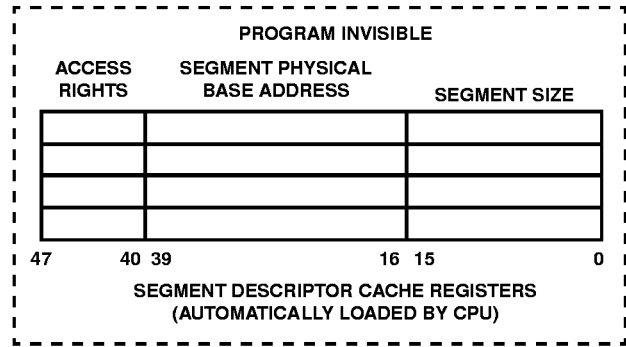 PROGRAM INVISIBLE
ACCESS RIGHTS
SEGMENT PHYSICAL BASE ADDRESS
SEGMENT SIZE
47 40 39 16 15 0
SEGMENT DESCRIPTOR CACHE REGISTERS
(AUTOMATICALLY LOADED BY CPU)